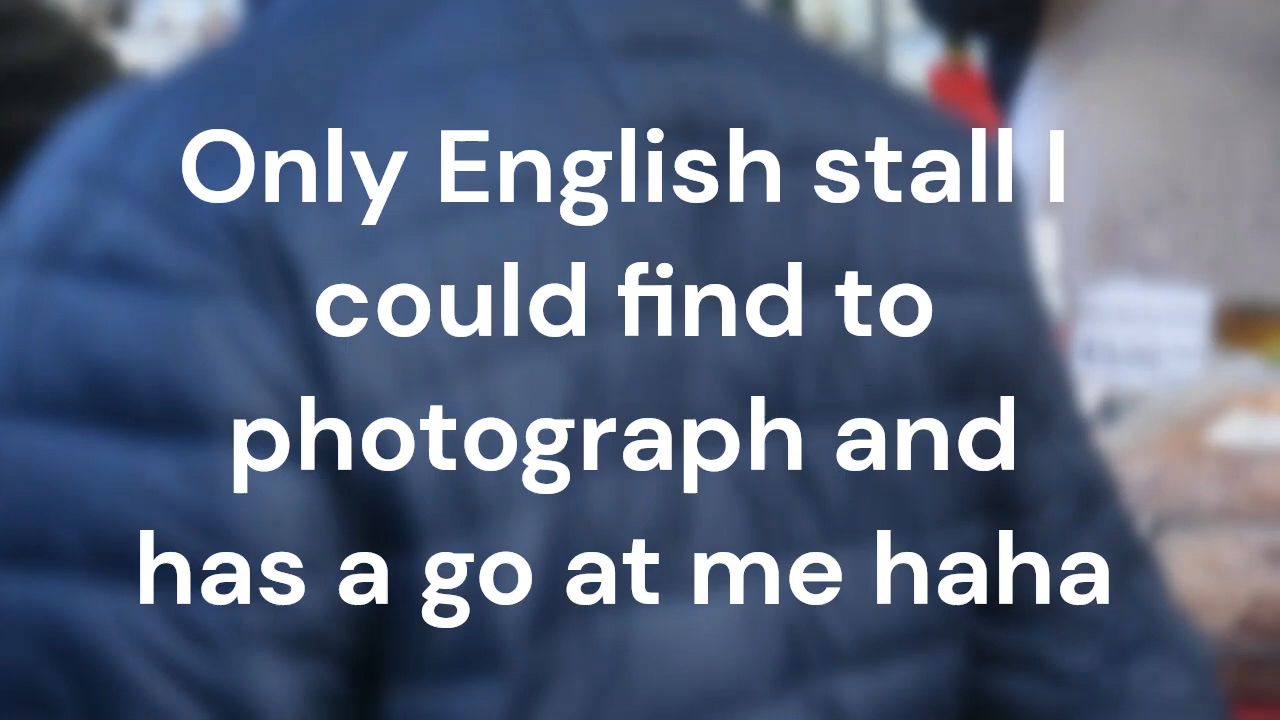 Only English stall I
could find to
photograph and
has a go at me haha